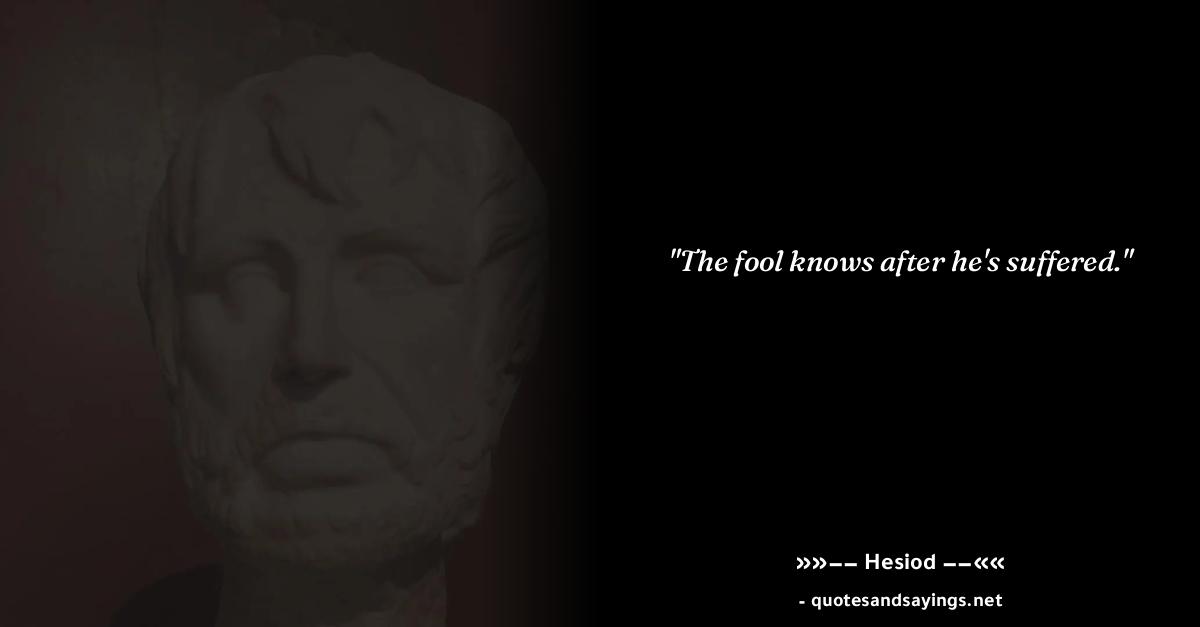 "The fool knows after he's suffered."
»»−− Hesiod −−««
- quotesandsayings.net